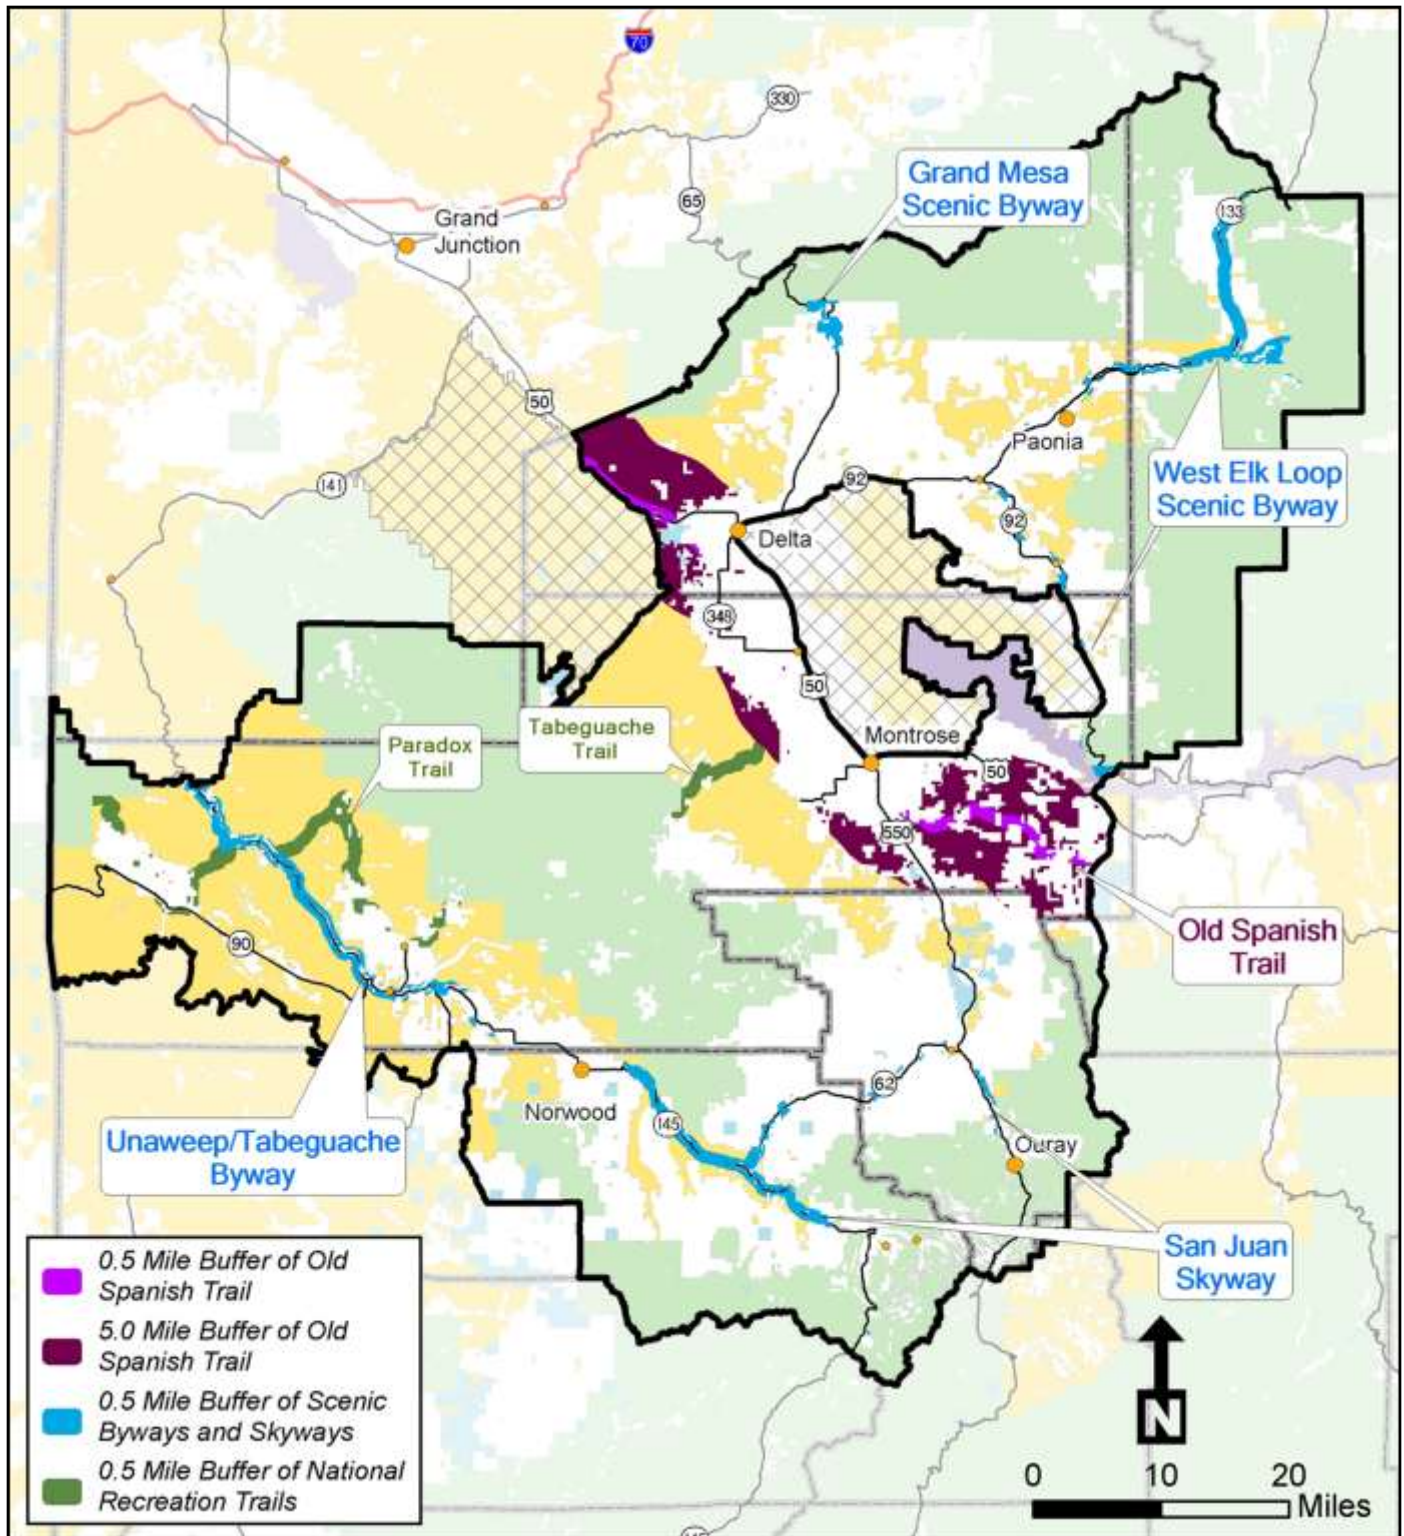 70
330
Grand Mesa
Scenic Byway
65
133
Grand
Junction
50
Paonia
141
92
West Elk Loop
Scenic Byway
92
Delta
348
50
Tabeguache
Trail
Montrose
Paradox
Trail
50
550
Old Spanish
Trail
90
62
Norwood
145
Unaweep/Tabeguache
Byway
Ouray
San Juan
Skyway
0.5 Mile Buffer of Old
Spanish Trail
5.0 Mile Buffer of Old
Spanish Trail
0.5 Mile Buffer of Scenic
Byways and Skyways
0.5 Mile Buffer of National
Recreation Trails
N
0 10 20
Miles